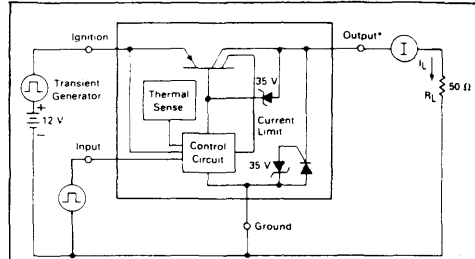 Ignition
Output*
I
Transient
Generator
+
12 V
−
Thermal
Sense
35 V
Current
Limit
I_L
R_L
50 Ω
Input
Control
Circuit
35 V
Ground